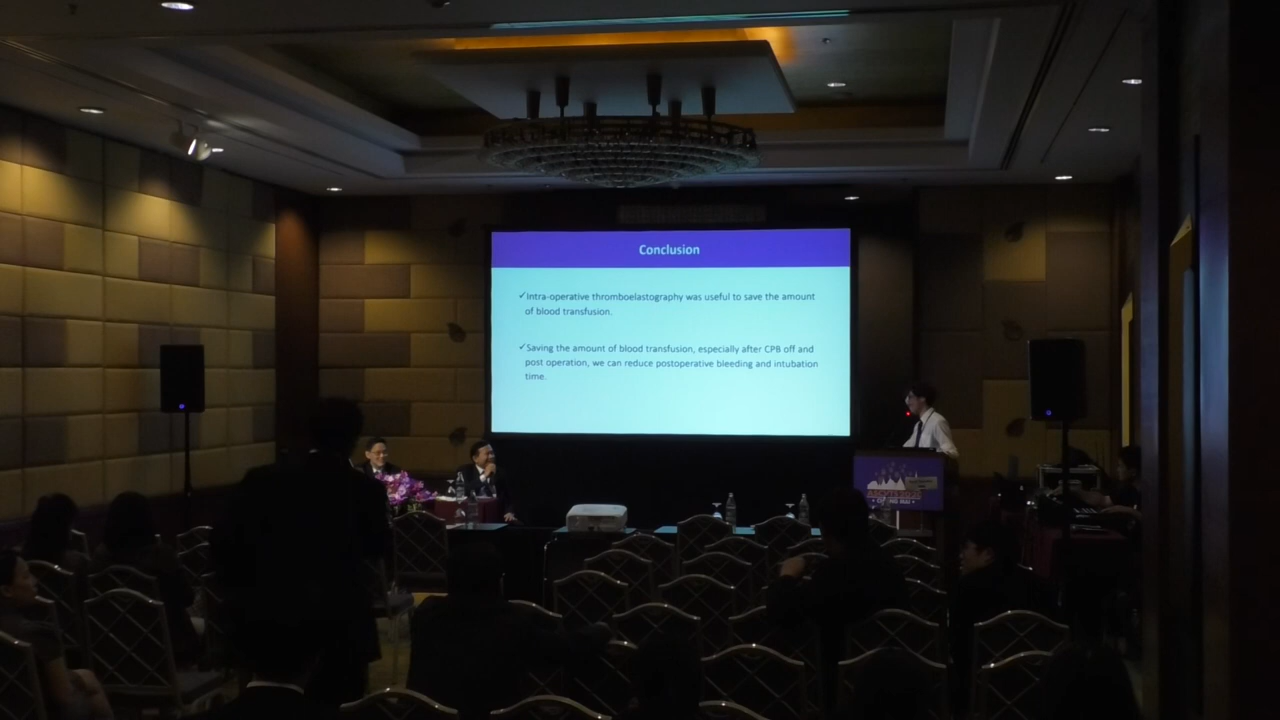 Conclusion
✓Intra-operative thromboelastography was useful to save the amount
of blood transfusion.
✓Saving the amount of blood transfusion, especially after CPB off and
post operation, we can reduce postoperative bleeding and intubation
time.